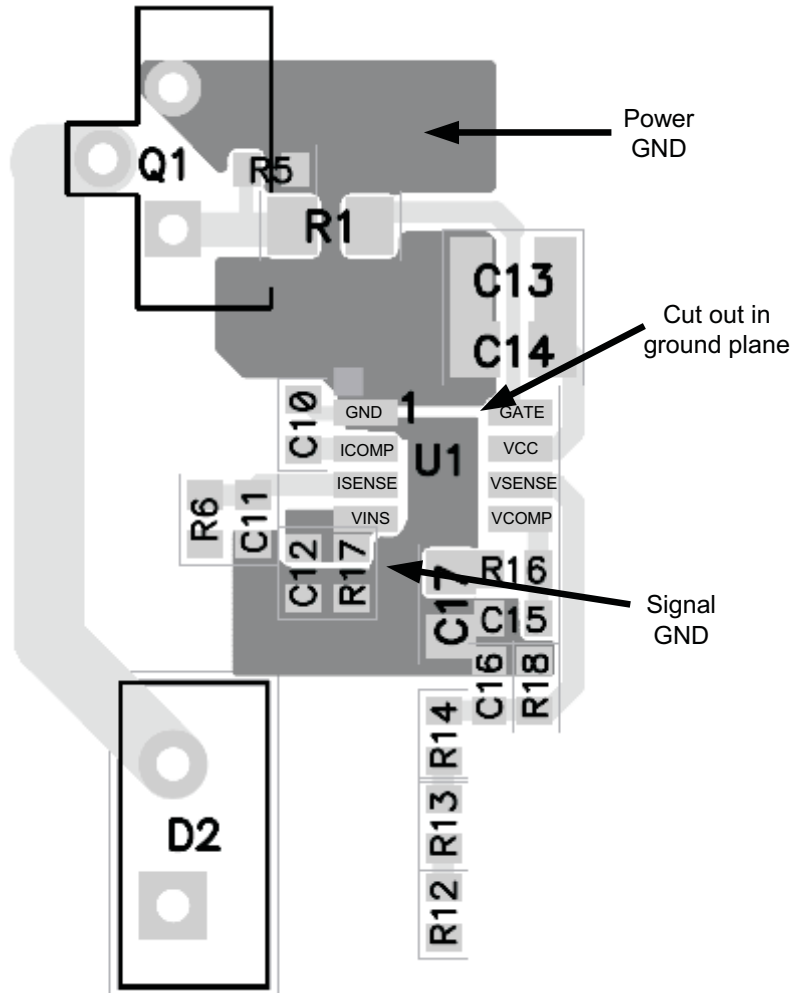 Power
GND
Q1
R5
R1
C13
Cut out in
ground plane
C14
C10
GND
1
GATE
ICOMP
U1
VCC
ISENSE
VSENSE
R6
C11
VINS
VCOMP
C12
R17
C17
R16
Signal
GND
C15
C16
R18
R14
R13
D2
R12